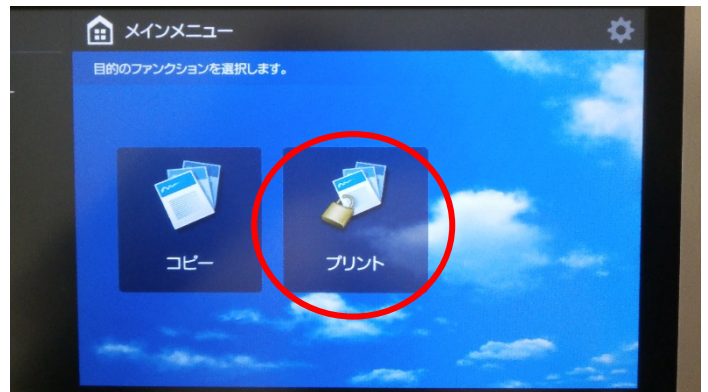 メインメニュー
目的のファンクションを選択します。
コピー
プリント